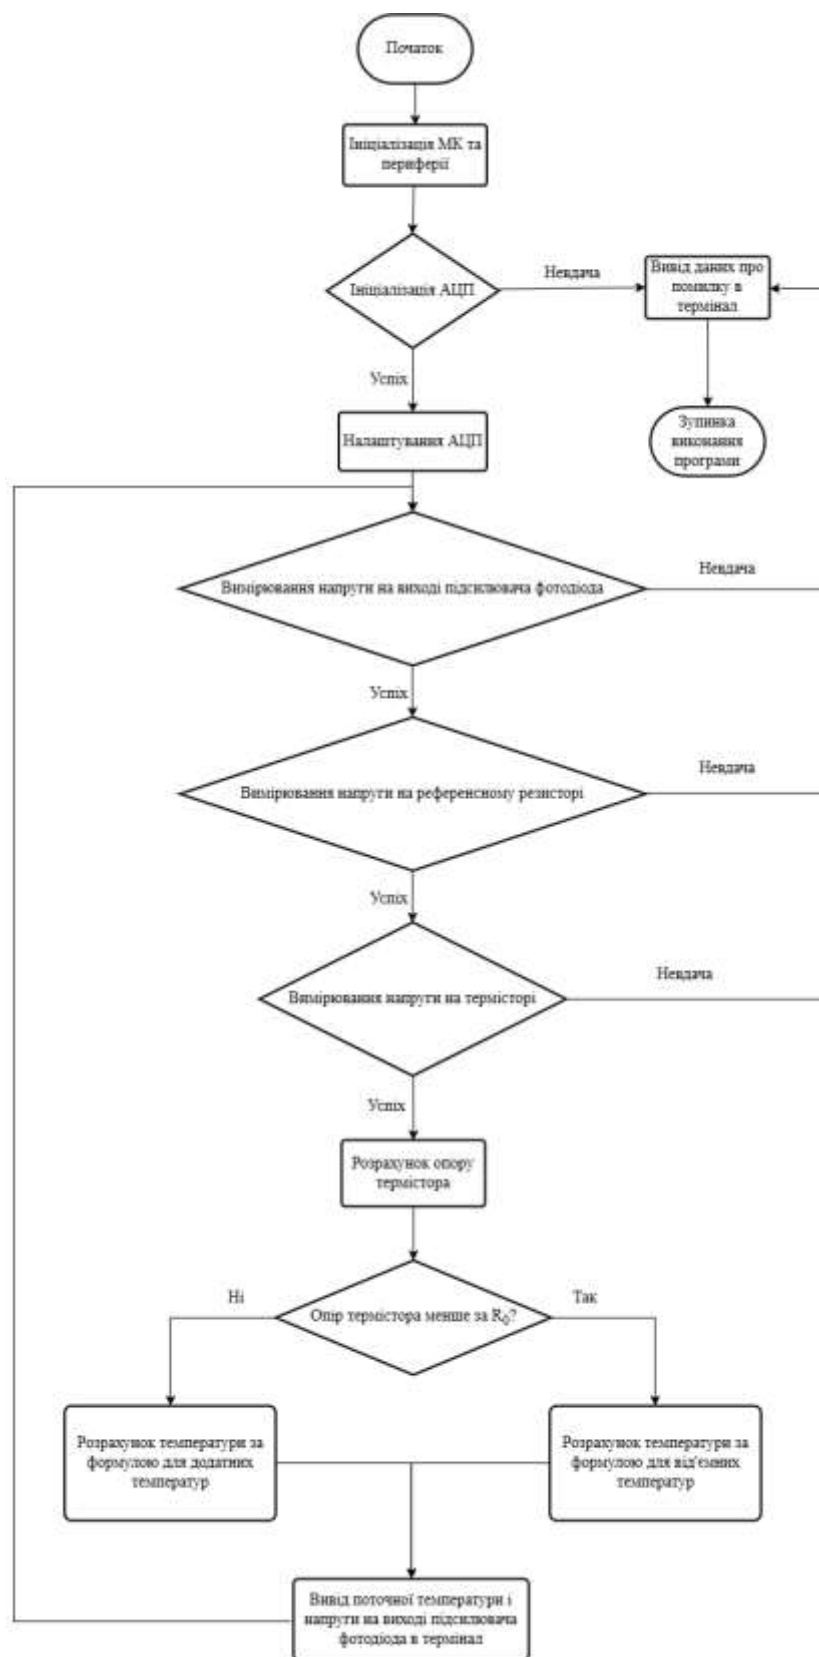 Початок
Ініціалізація МК та
периферії
Ініціалізація АЦП
Невдача
Вивід даних про
помилку в
термінал
Успіх
Зупинка
виконання
програми
Налаштування АЦП
Вимірювання напруги на виході підсилювача фотодіода
Невдача
Успіх
Вимірювання напруги на референсному резисторі
Невдача
Успіх
Вимірювання напруги на термісторі
Невдача
Успіх
Розрахунок опору
термістора
Опір термістора менше за R₀?
Ні
Так
Розрахунок температури за
формулою для додатних
температур
Розрахунок температури за
формулою для від'ємних
температур
Вивід поточної температури і
напруги на виході підсилювача
фотодіода в термінал